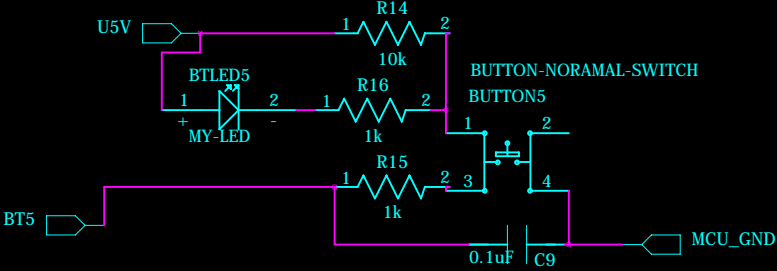 U5V
R14
1 2
10k
BTLED5
R16
1 2
1 2
+ -
MY-LED
1k
BUTTON-NORAMAL-SWITCH
BUTTON5
1 2
3 4
R15
1 2
1k
BT5
0.1uF
C9
MCU_GND